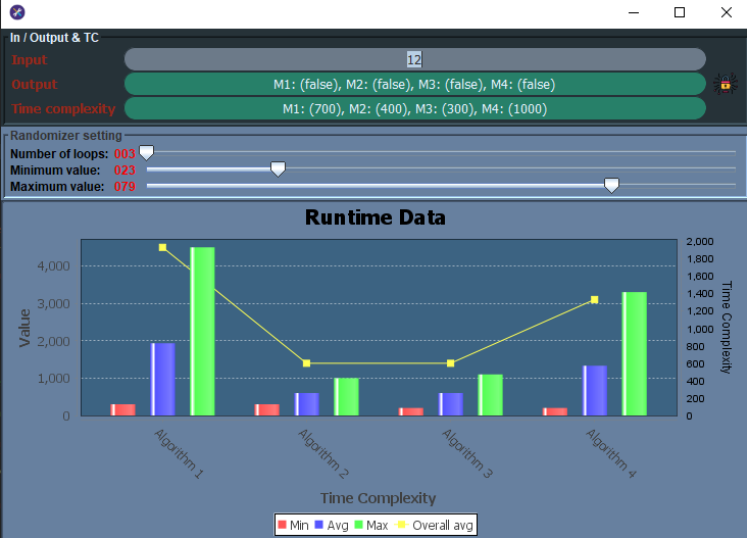 In / Output & TC
Input 12
Output M1: (false), M2: (false), M3: (false), M4: (false)
Time complexity M1: (700), M2: (400), M3: (300), M4: (1000)
Randomizer setting
Number of loops: 003
Minimum value: 023
Maximum value: 079
Runtime Data
Value
4,000
3,000
2,000
1,000
0
2,000
1,800
1,600
1,400
1,200
1,000
800
600
400
200
0
Time Complexity
Algorithm 1
Algorithm 2
Algorithm 3
Algorithm 4
Time Complexity
Min Avg Max Overall avg